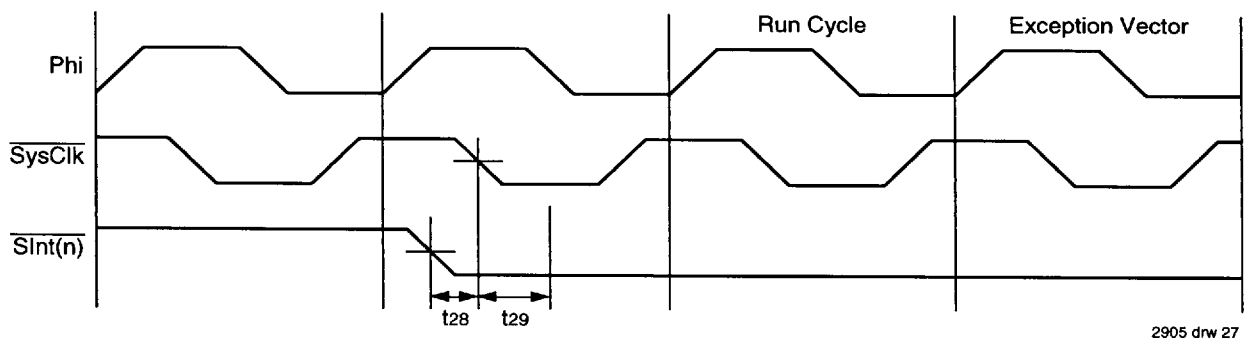 Run Cycle
Exception Vector
Phi
SysClk
SInt(n)
t28
t29
2905 drw 27